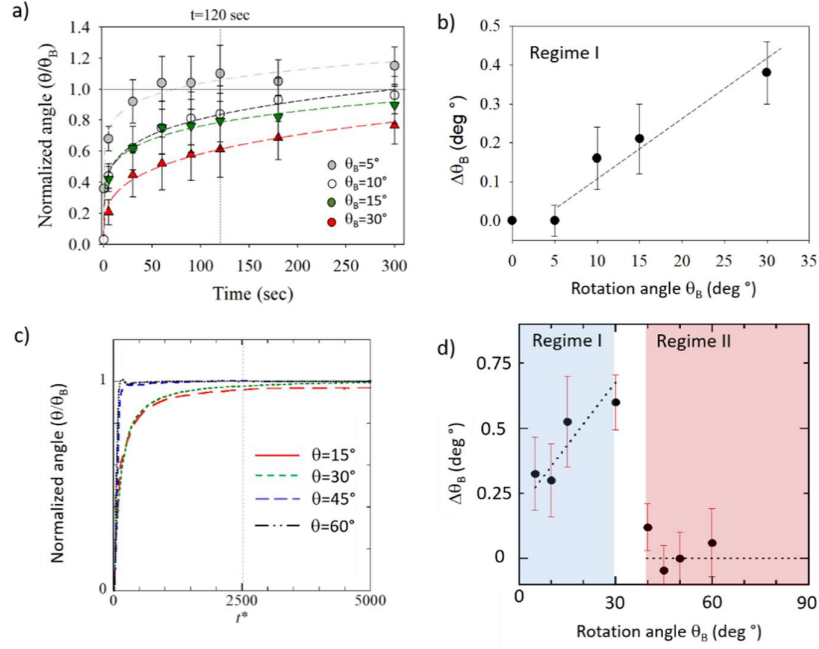 a)
t=120 sec
Normalized angle (θ/θB)
1.4
1.2
1.0
0.8
0.6
0.4
0.2
0.0
0 50 100 150 200 250 300
Time (sec)
θB=5°
θB=10°
θB=15°
θB=30°
b)
Regime I
ΔθB (deg °)
0.5
0.4
0.3
0.2
0.1
0.0
0 5 10 15 20 25 30 35
Rotation angle θB (deg °)
c)
Normalized angle (θ/θB)
1
0
0 2500 5000
t*
θ=15°
θ=30°
θ=45°
θ=60°
d)
Regime I Regime II
ΔθB (deg °)
0.75
0.5
0.25
0
0 30 60 90
Rotation angle θB (deg °)